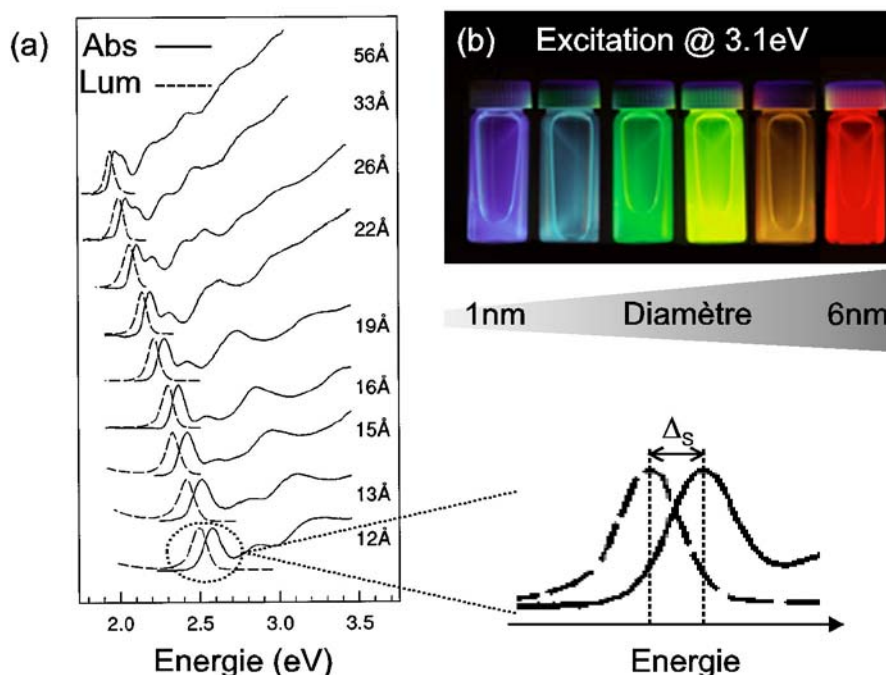 (a)
Abs
Lum
56Å
33Å
26Å
22Å
19Å
16Å
15Å
13Å
12Å
2.0 2.5 3.0 3.5
Energie (eV)
(b) Excitation @ 3.1eV
1nm Diamètre 6nm
ΔS
Energie